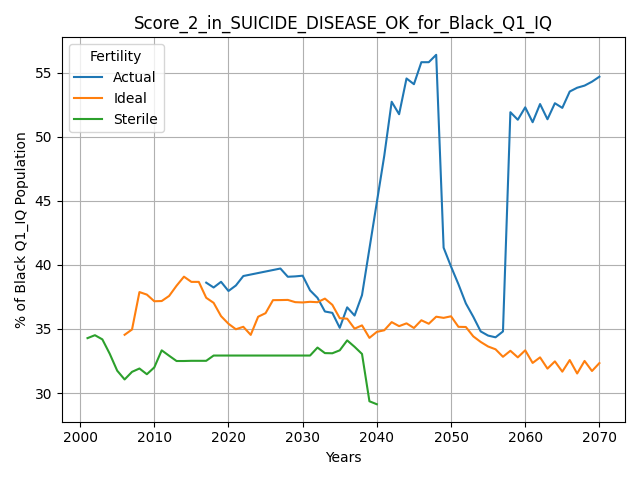 Score_2_in_SUICIDE_DISEASE_OK_for_Black_Q1_IQ
Fertility
Actual
Ideal
Sterile
% of Black Q1_IQ Population
55
50
45
40
35
30
2000 2010 2020 2030 2040 2050 2060 2070
Years